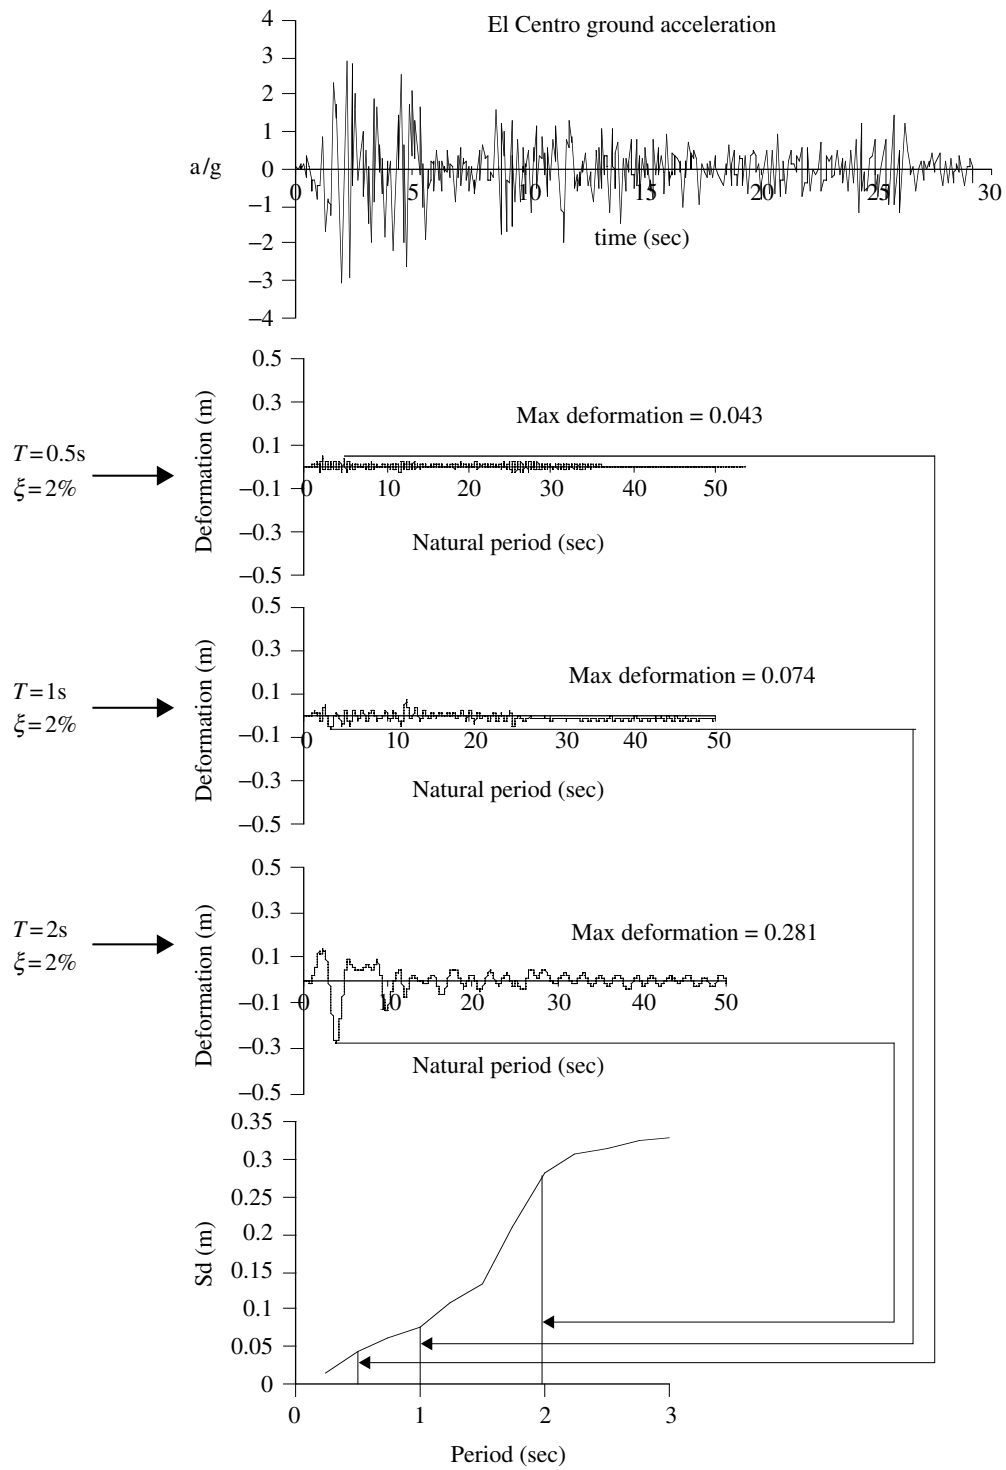 El Centro ground acceleration
4
3
2
1
0
−1
−2
−3
−4
a/g
0 5 10 15 20 25 30
time (sec)
T=0.5s
ξ=2%
Deformation (m)
0.5
0.3
0.1
−0.1
−0.3
−0.5
Max deformation = 0.043
0 10 20 30 40 50
Natural period (sec)
T=1s
ξ=2%
Deformation (m)
0.5
0.3
0.1
−0.1
−0.3
−0.5
Max deformation = 0.074
0 10 20 30 40 50
Natural period (sec)
T=2s
ξ=2%
Deformation (m)
0.5
0.3
0.1
−0.1
−0.3
−0.5
Max deformation = 0.281
0 10 20 30 40 50
Natural period (sec)
Sd (m)
0.35
0.3
0.25
0.2
0.15
0.1
0.05
0
0 1 2 3
Period (sec)